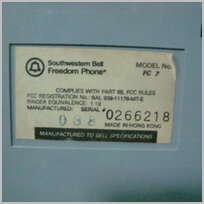 Southwestern Bell
Freedom Phone®
MODEL No.
FC 7
COMPLIES WITH PART 68, FCC RULES
FCC REGISTRATION No.:
RINGER EQUIVALENCE:
MANUFACTURED: SERIAL#
0266218
MADE IN HONG KONG
MANUFACTURED TO BELL SPECIFICATIONS